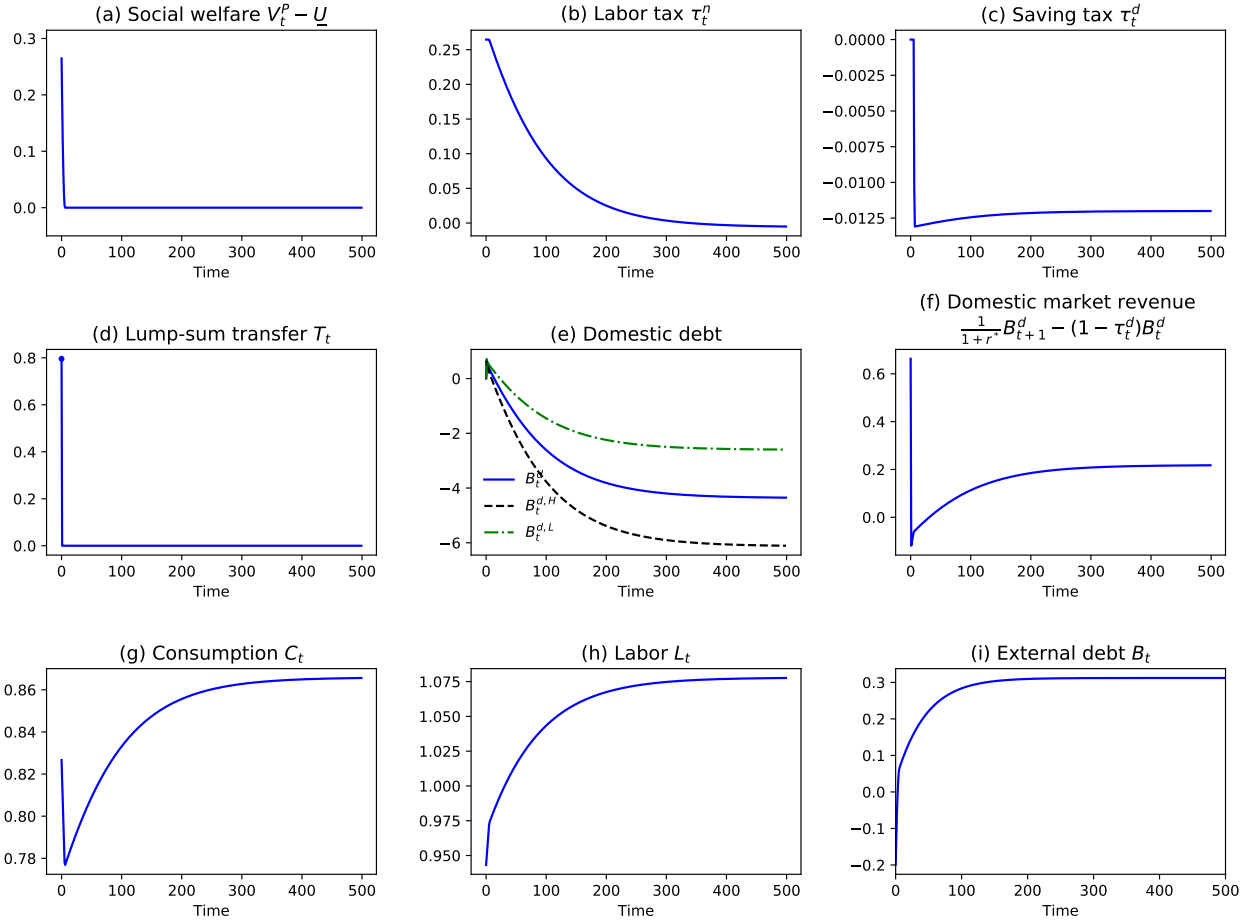 (a) Social welfare $V_t^P - \underline{U}$
0.3
0.2
0.1
0.0
0 100 200 300 400 500
Time
(b) Labor tax $\tau_t^n$
0.25
0.20
0.15
0.10
0.05
0.00
0 100 200 300 400 500
Time
(c) Saving tax $\tau_t^d$
0.0000
−0.0025
−0.0050
−0.0075
−0.0100
−0.0125
0 100 200 300 400 500
Time
(d) Lump-sum transfer $T_t$
0.8
0.6
0.4
0.2
0.0
0 100 200 300 400 500
Time
(e) Domestic debt
0
−2
−4
−6
$B_t^d$
$B_t^{d,H}$
$B_t^{d,L}$
0 100 200 300 400 500
Time
(f) Domestic market revenue
$\frac{1}{1+r^*}B_{t+1}^d - (1-\tau_t^d)B_t^d$
0.6
0.4
0.2
0.0
0 100 200 300 400 500
Time
(g) Consumption $C_t$
0.86
0.84
0.82
0.80
0.78
0 100 200 300 400 500
Time
(h) Labor $L_t$
1.075
1.050
1.025
1.000
0.975
0.950
0 100 200 300 400 500
Time
(i) External debt $B_t$
0.3
0.2
0.1
0.0
−0.1
−0.2
0 100 200 300 400 500
Time